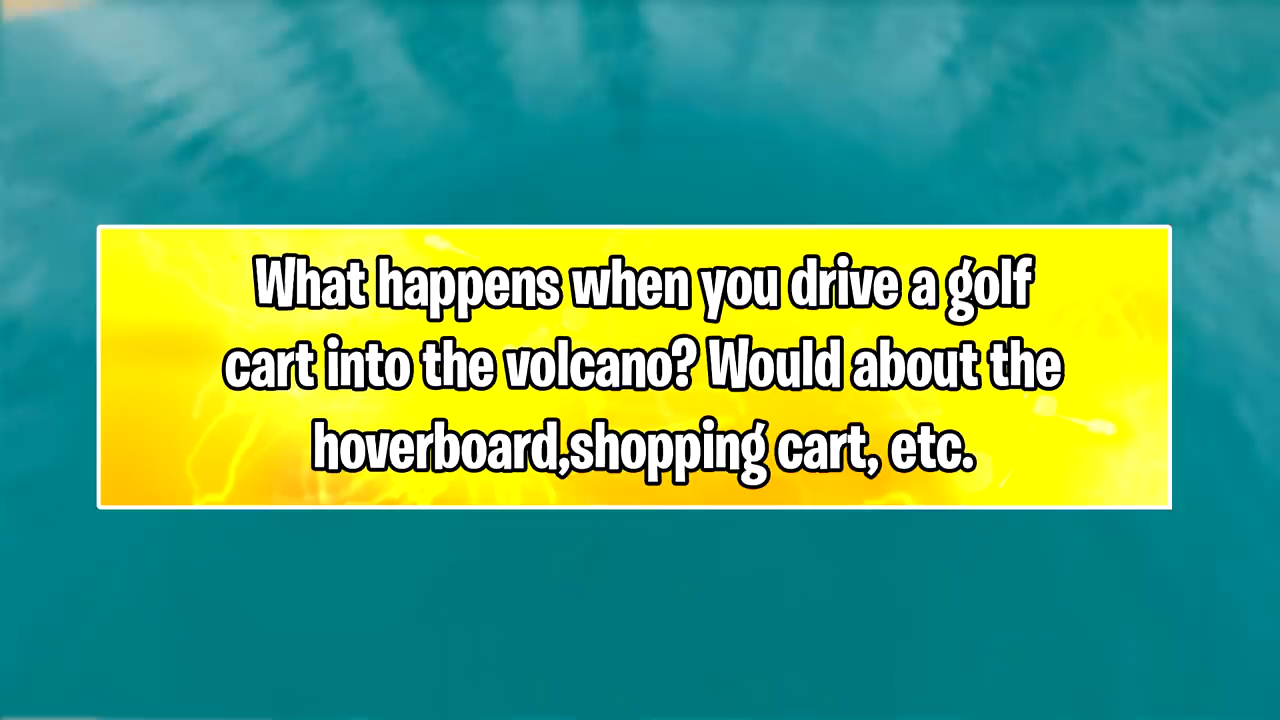 What happens when you drive a golf
cart into the volcano? Would about the
hoverboard,shopping cart, etc.